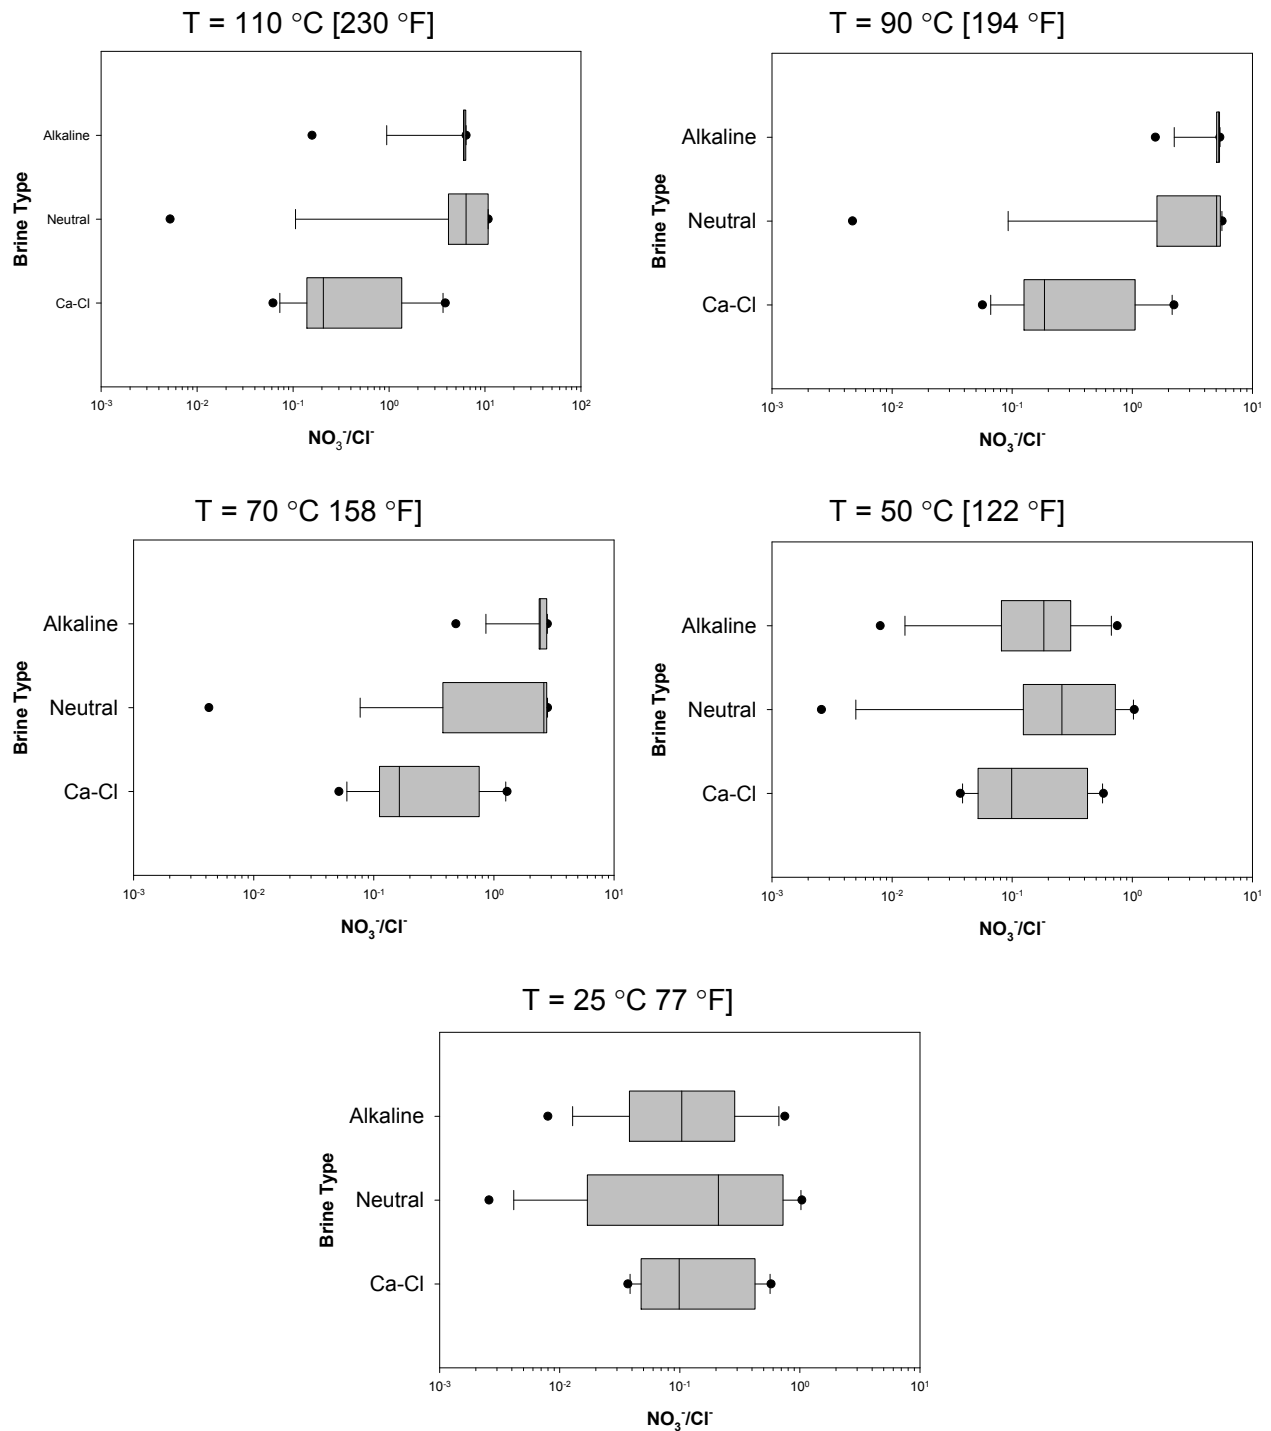 T = 110 °C [230 °F]
Brine Type
Alkaline
Neutral
Ca-Cl
10⁻³ 10⁻² 10⁻¹ 10⁰ 10¹ 10²
NO₃⁻/Cl⁻
T = 90 °C [194 °F]
Brine Type
Alkaline
Neutral
Ca-Cl
10⁻³ 10⁻² 10⁻¹ 10⁰ 10¹
NO₃⁻/Cl⁻
T = 70 °C 158 °F]
Brine Type
Alkaline
Neutral
Ca-Cl
10⁻³ 10⁻² 10⁻¹ 10⁰ 10¹
NO₃⁻/Cl⁻
T = 50 °C [122 °F]
Brine Type
Alkaline
Neutral
Ca-Cl
10⁻³ 10⁻² 10⁻¹ 10⁰ 10¹
NO₃⁻/Cl⁻
T = 25 °C 77 °F]
Brine Type
Alkaline
Neutral
Ca-Cl
10⁻³ 10⁻² 10⁻¹ 10⁰ 10¹
NO₃⁻/Cl⁻